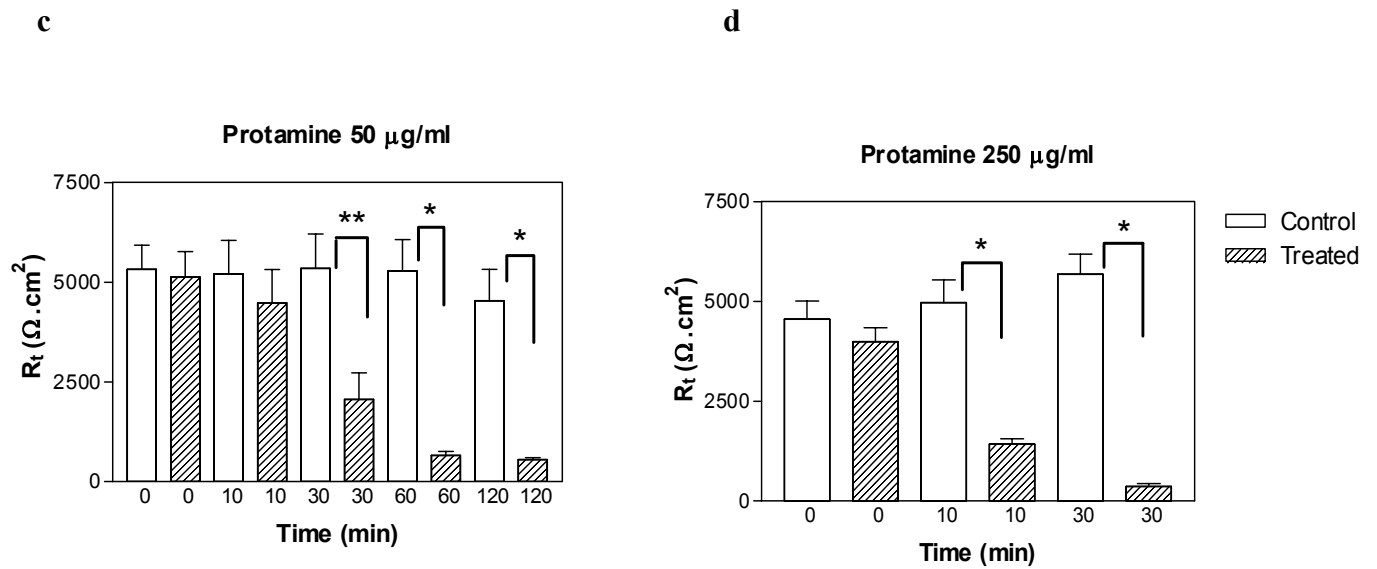 c
d
Protamine 50 μg/ml
7500
5000
2500
0
Rt (Ω.cm²)
** * *
0 0 10 10 30 30 60 60 120 120
Time (min)
Protamine 250 μg/ml
7500
5000
2500
0
Rt (Ω.cm²)
* *
0 0 10 10 30 30
Time (min)
Control
Treated